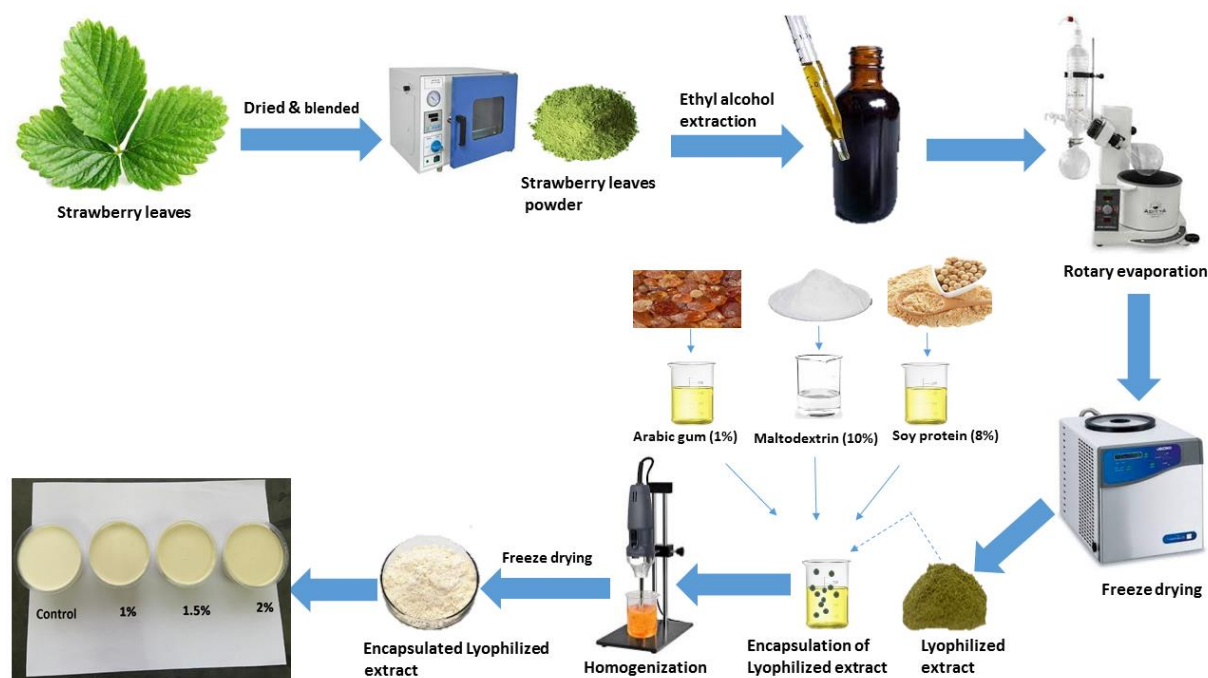 Dried & blended
Ethyl alcohol
extraction
Strawberry leaves
Strawberry leaves
powder
ADITYA
Rotary evaporation
Arabic gum (1%)
Maltodextrin (10%)
Soy protein (8%)
Freeze drying
Freeze drying
Control
1%
1.5%
2%
Encapsulated Lyophilized
extract
Homogenization
Encapsulation of
Lyophilized extract
Lyophilized
extract